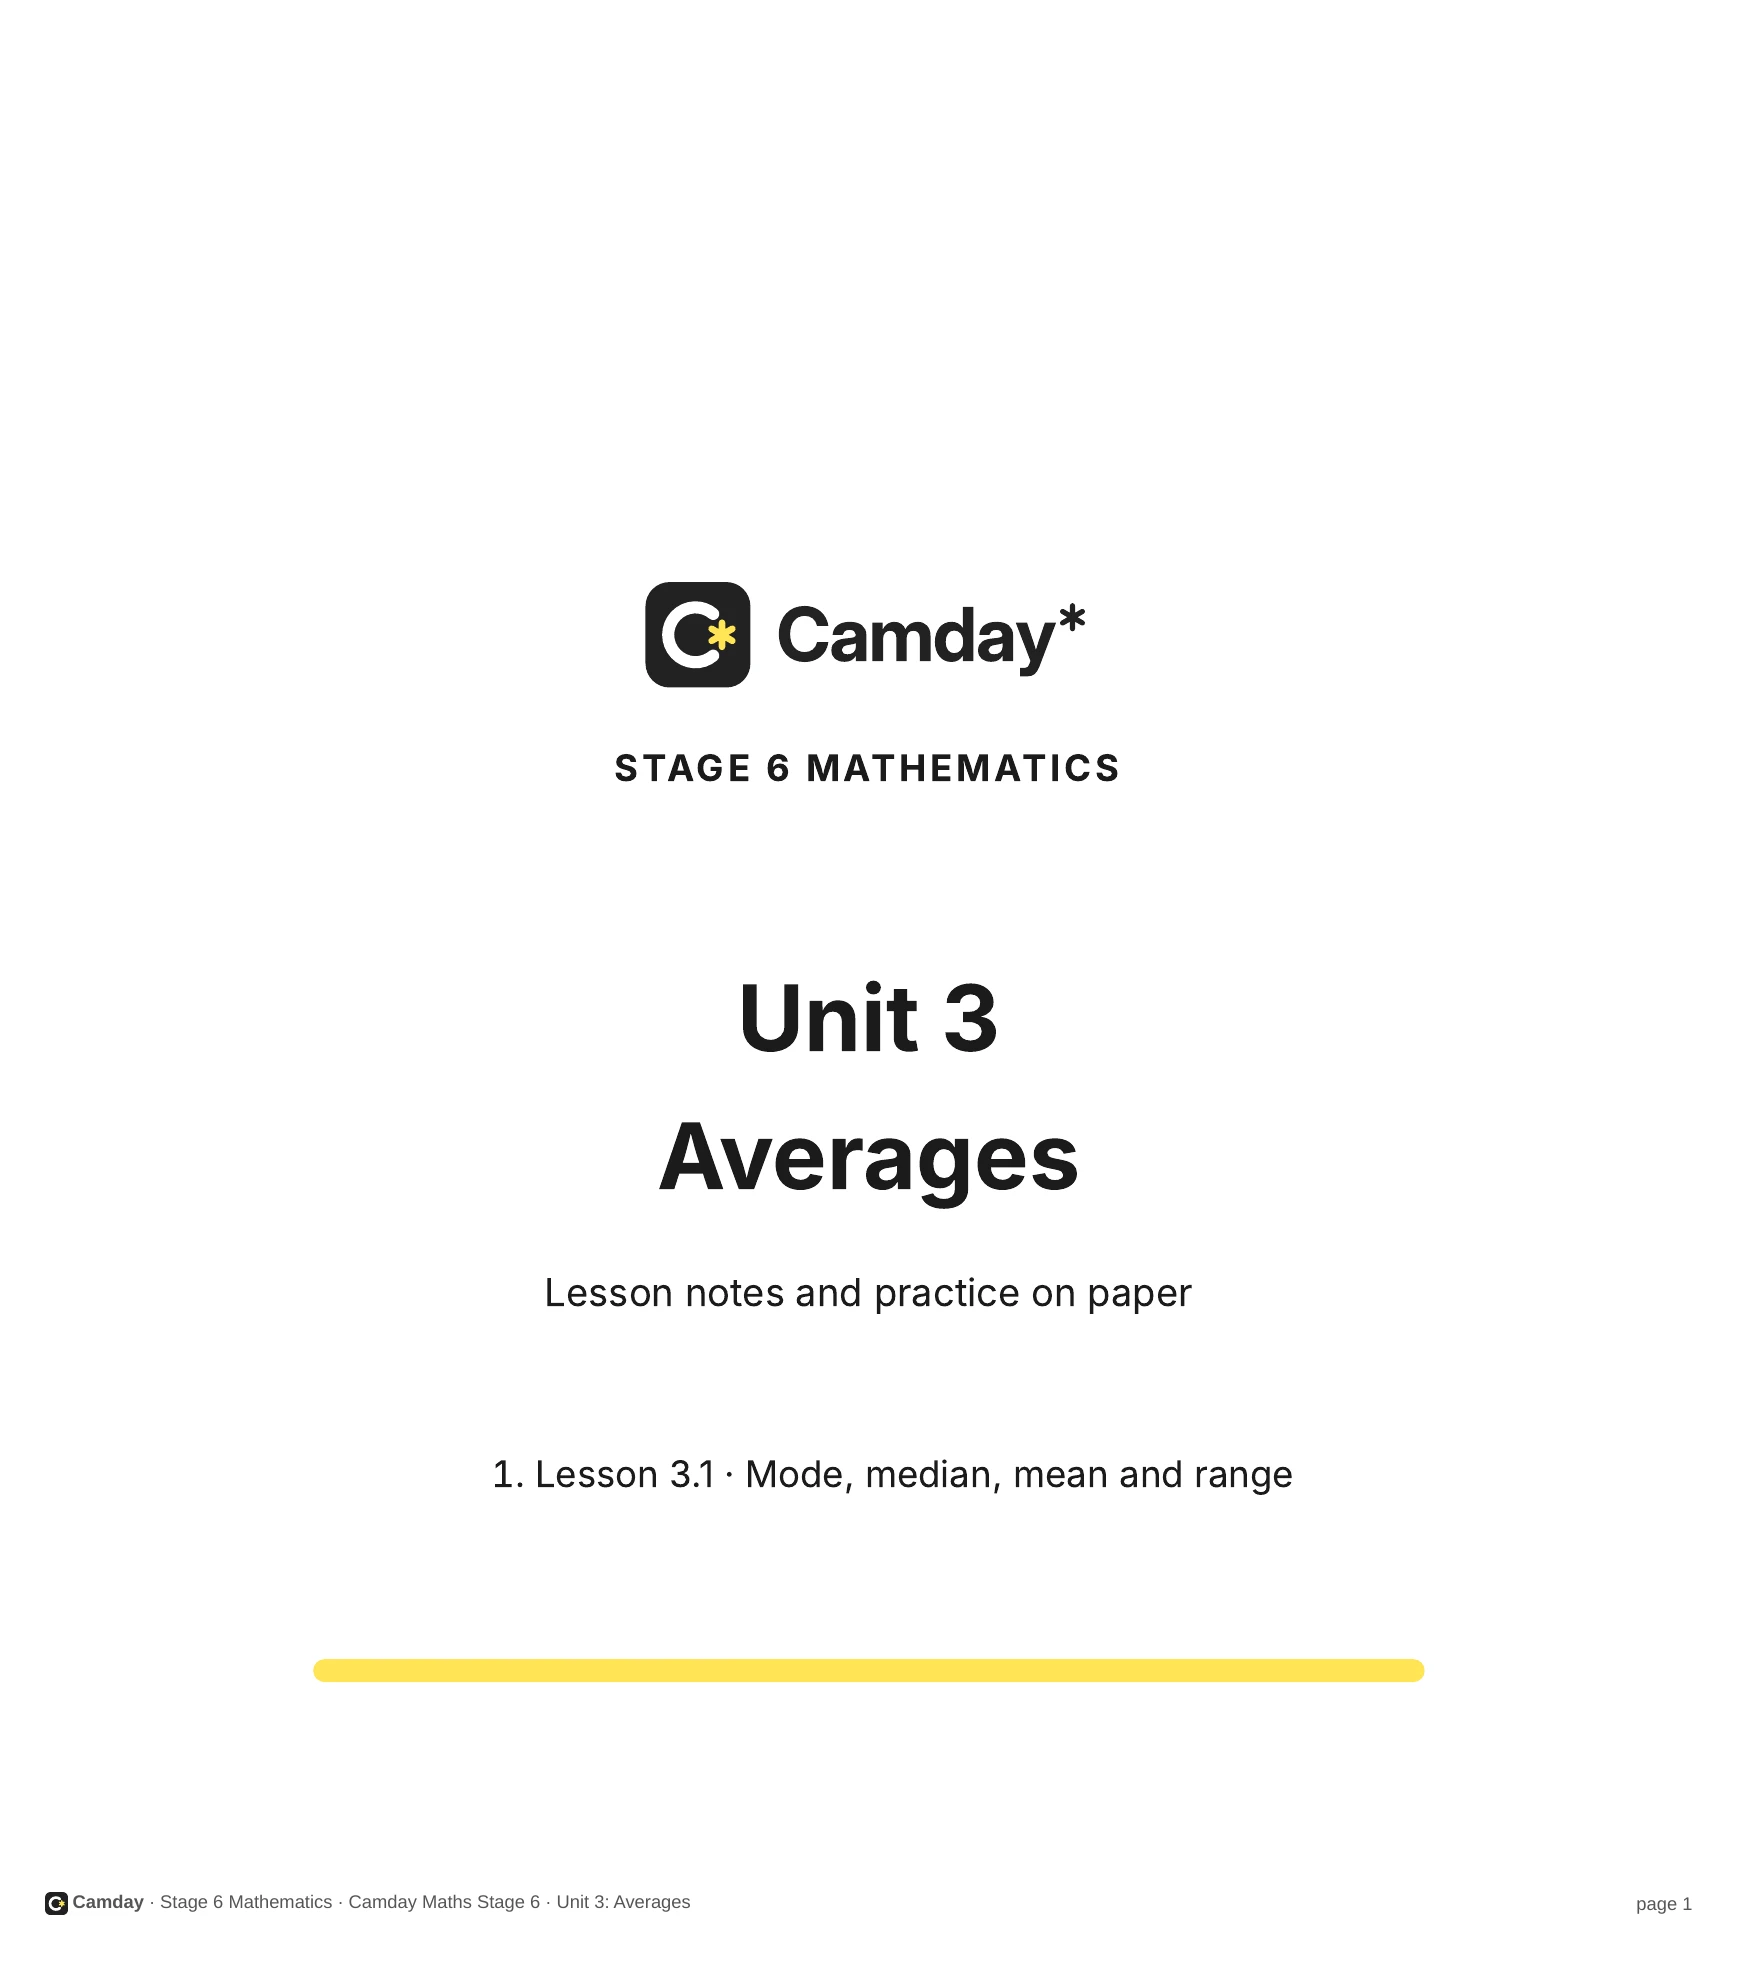 Camday*
STAGE 6 MATHEMATICS
Unit 3
Averages
Lesson notes and practice on paper
1. Lesson 3.1 · Mode, median, mean and range
Camday · Stage 6 Mathematics · Camday Maths Stage 6 · Unit 3: Averages
page 1